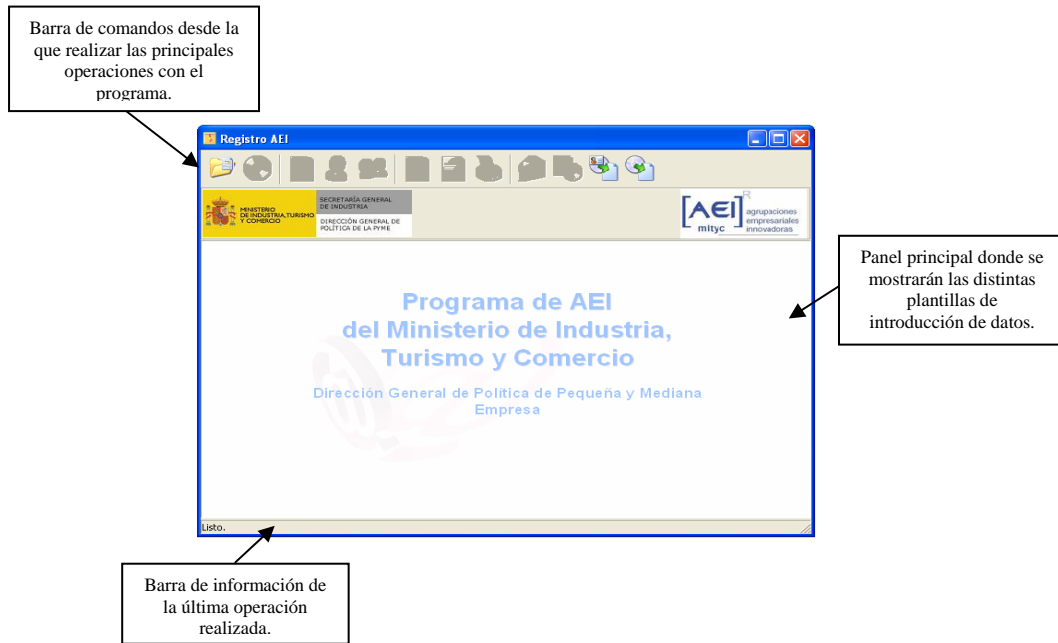 Barra de comandos desde la
que realizar las principales
operaciones con el
programa.
Registro AEI
MINISTERIO
DE INDUSTRIA, TURISMO
Y COMERCIO
SECRETARÍA GENERAL
DE INDUSTRIA
DIRECCIÓN GENERAL DE
POLÍTICA DE LA PYME
[AEI]R
mityc
agrupaciones
empresariales
innovadoras
Panel principal donde se
mostrarán las distintas
plantillas de
introducción de datos.
Programa de AEI
del Ministerio de Industria,
Turismo y Comercio
Dirección General de Política de Pequeña y Mediana
Empresa
Listo.
Barra de información de
la última operación
realizada.